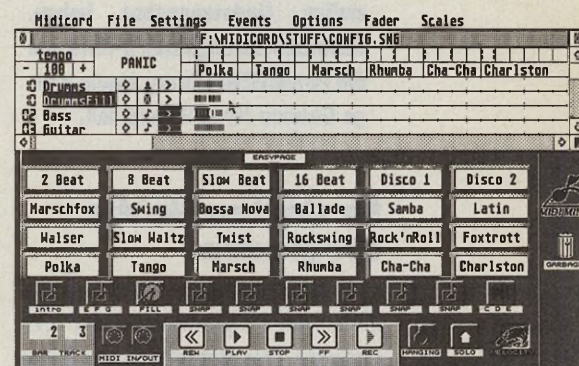 Midicord File Settings Events Options Fader Scales
F:\MIDICORD\STUFF\CONFIG.SNG
tempo
- 100 + PANIC
Polka Tango Marsch Rhumba Cha-Cha Charlston
Drumms
DrummsFill
02 Bass
03 Guitar
EASYPAGE
2 Beat 8 Beat Slow Beat 16 Beat Disco 1 Disco 2
Marschfox Swing Bossa Nova Ballade Samba Latin
Walser Slow Waltz Twist Rockswing Rock'nRoll Foxtrott
Polka Tango Marsch Rhumba Cha-Cha Charlston
Intro E F G FILL SNAP SNAP SNAP SNAP SNAP C D E
GARBAGE
2 3
BAR TRACK MIDI IN/OUT REW PLAY STOP FF REC HANGING SOLO